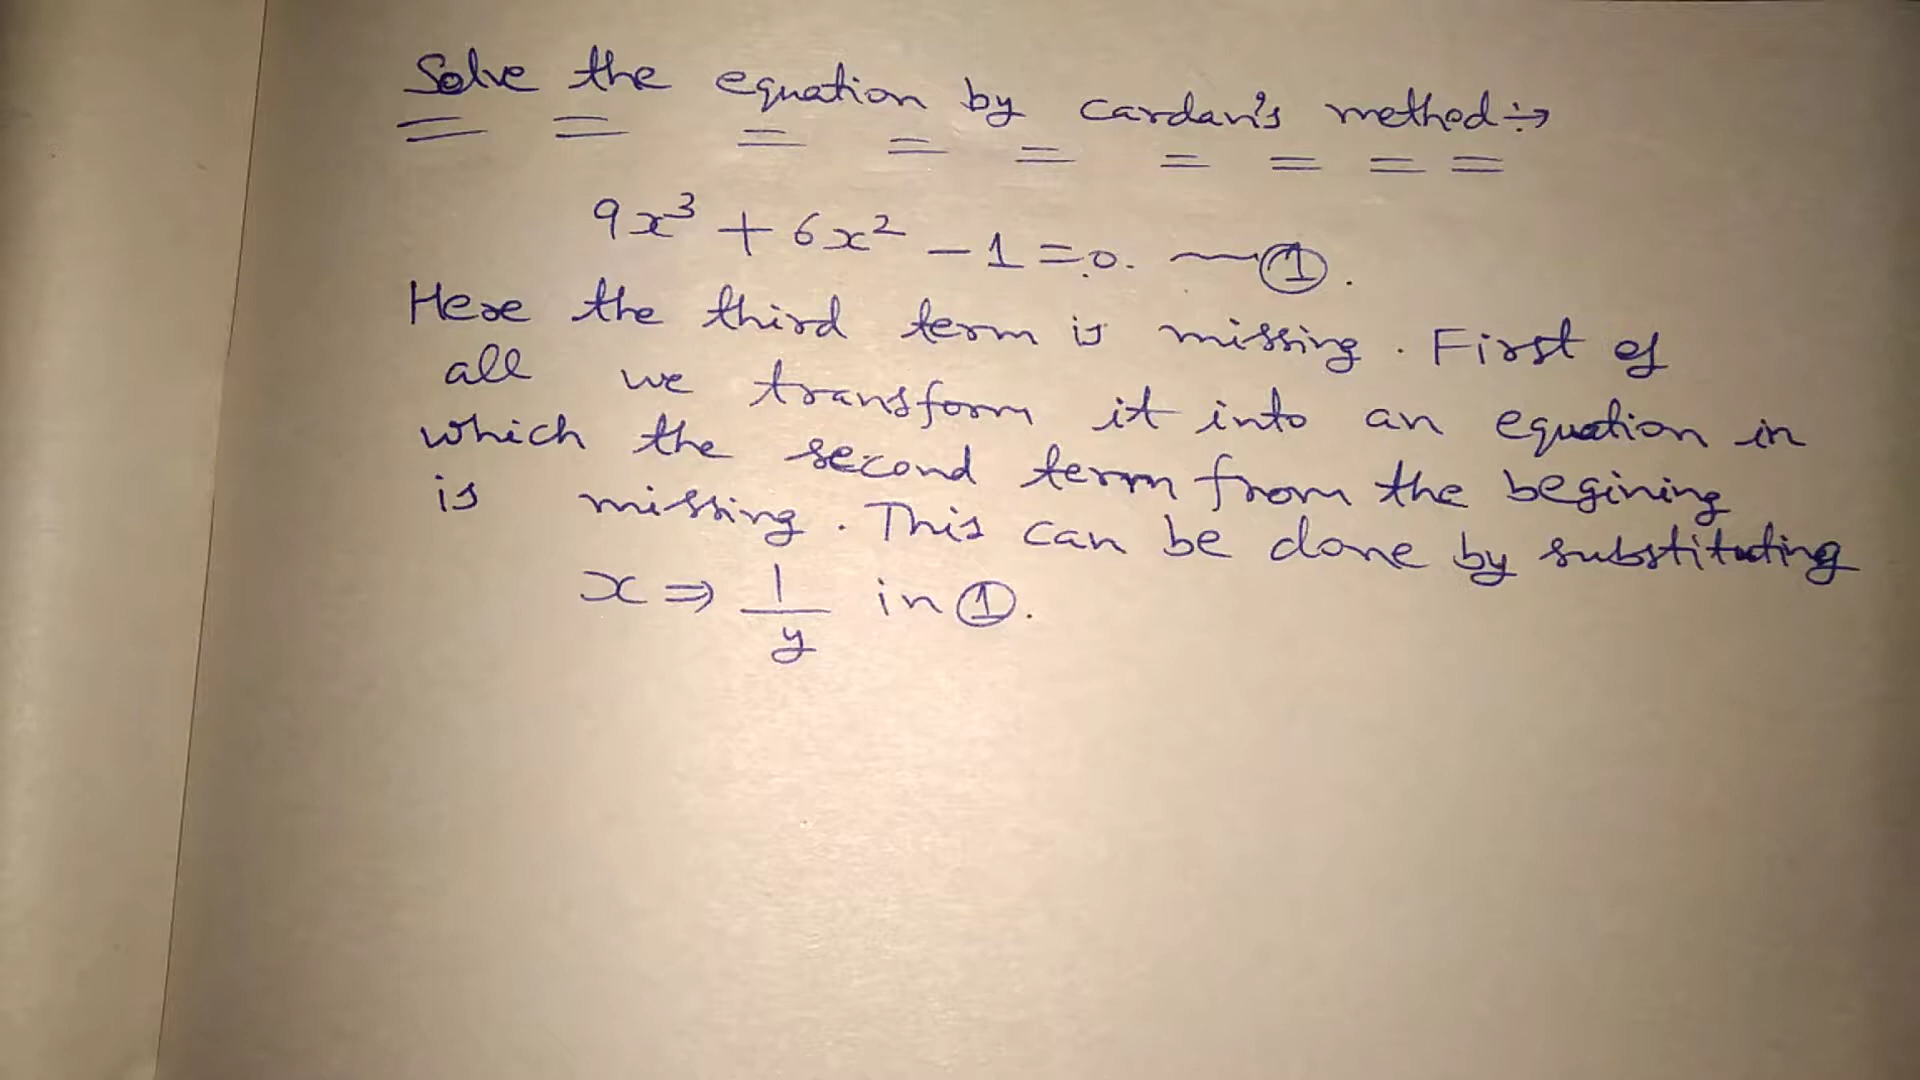 Solve the equation by cardan's method :→
9x³ + 6x² - 1 = 0. — ①.
Here the third term is missing. First of
all we transform it into an equation in
which the second term from the begining
is missing. This can be done by substituting
x ⇒ 1/y in ①.